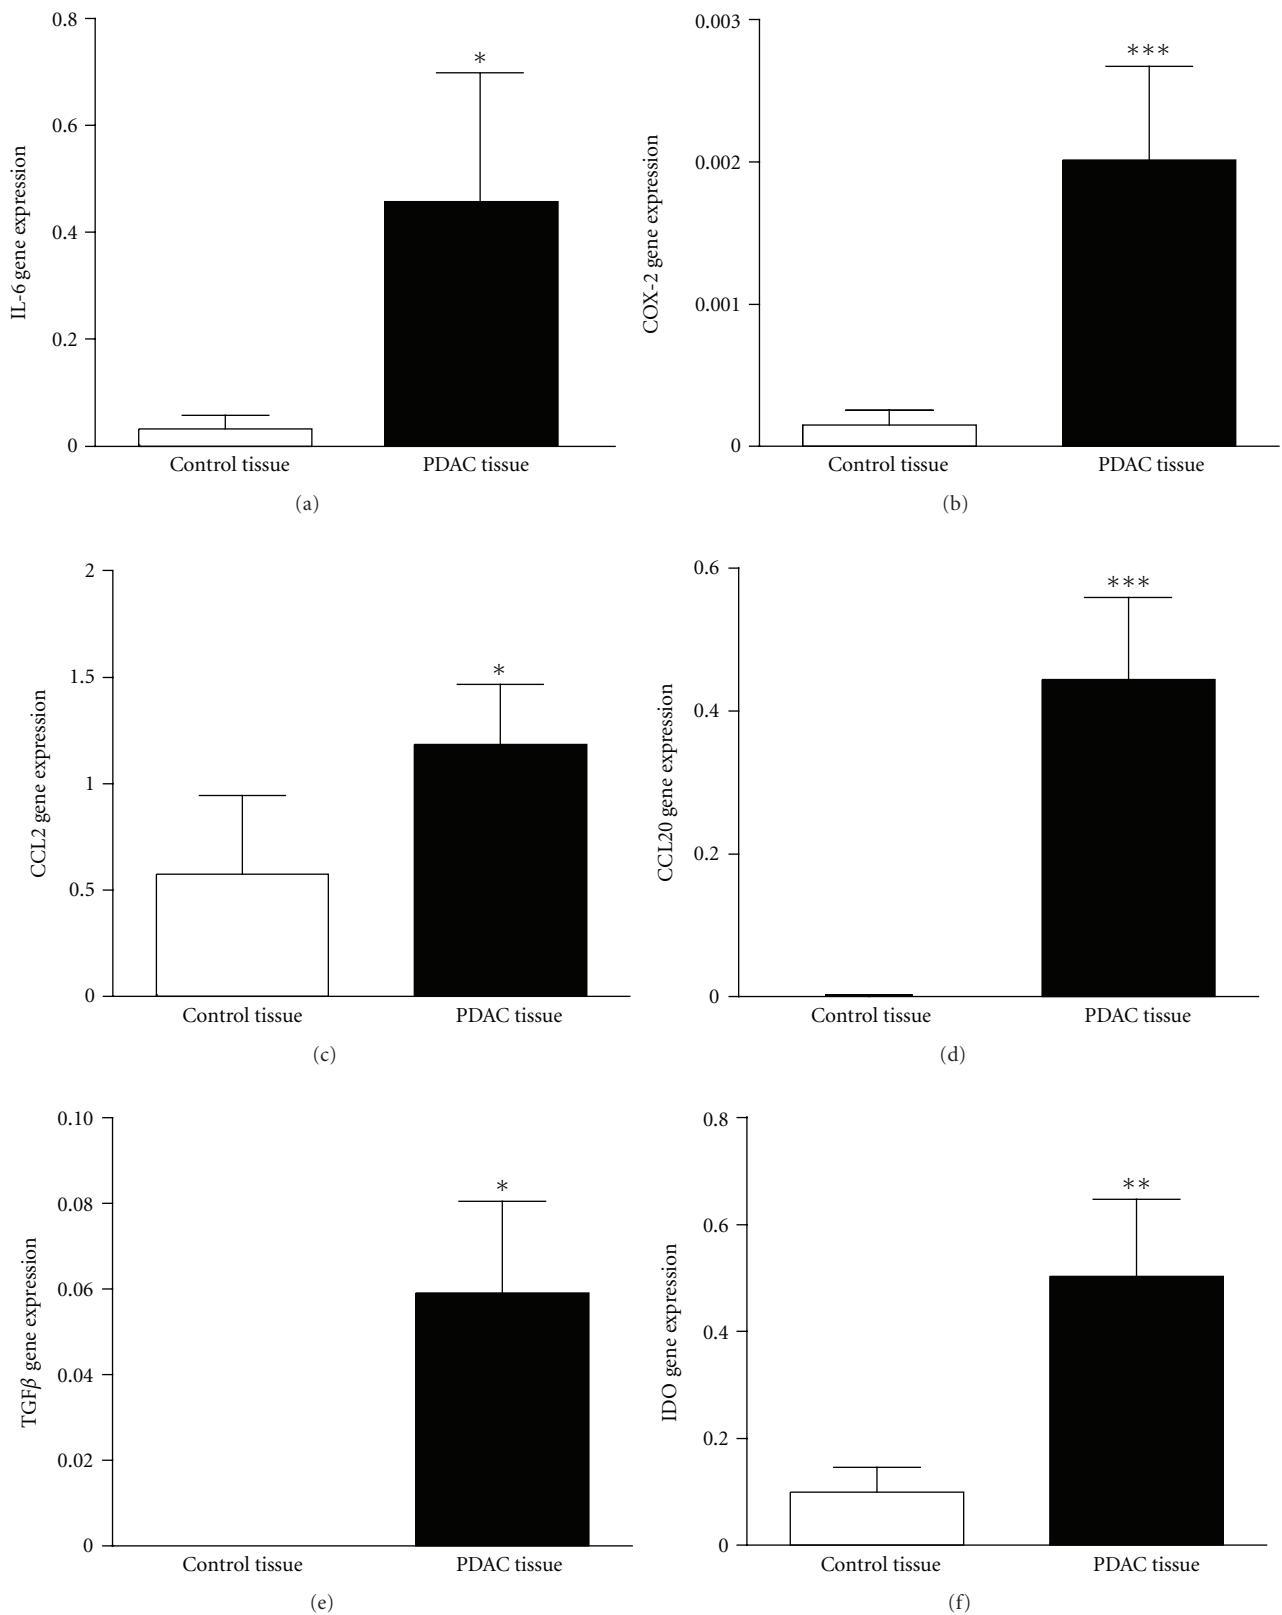 0.8
0.6
0.4
0.2
0
IL-6 gene expression
*
Control tissue
PDAC tissue
(a)
0.003
0.002
0.001
0
COX-2 gene expression
***
Control tissue
PDAC tissue
(b)
2
1.5
1
0.5
0
CCL2 gene expression
*
Control tissue
PDAC tissue
(c)
0.6
0.4
0.2
0
CCL20 gene expression
***
Control tissue
PDAC tissue
(d)
0.10
0.08
0.06
0.04
0.02
0
TGFβ gene expression
*
Control tissue
PDAC tissue
(e)
0.8
0.6
0.4
0.2
0
IDO gene expression
**
Control tissue
PDAC tissue
(f)